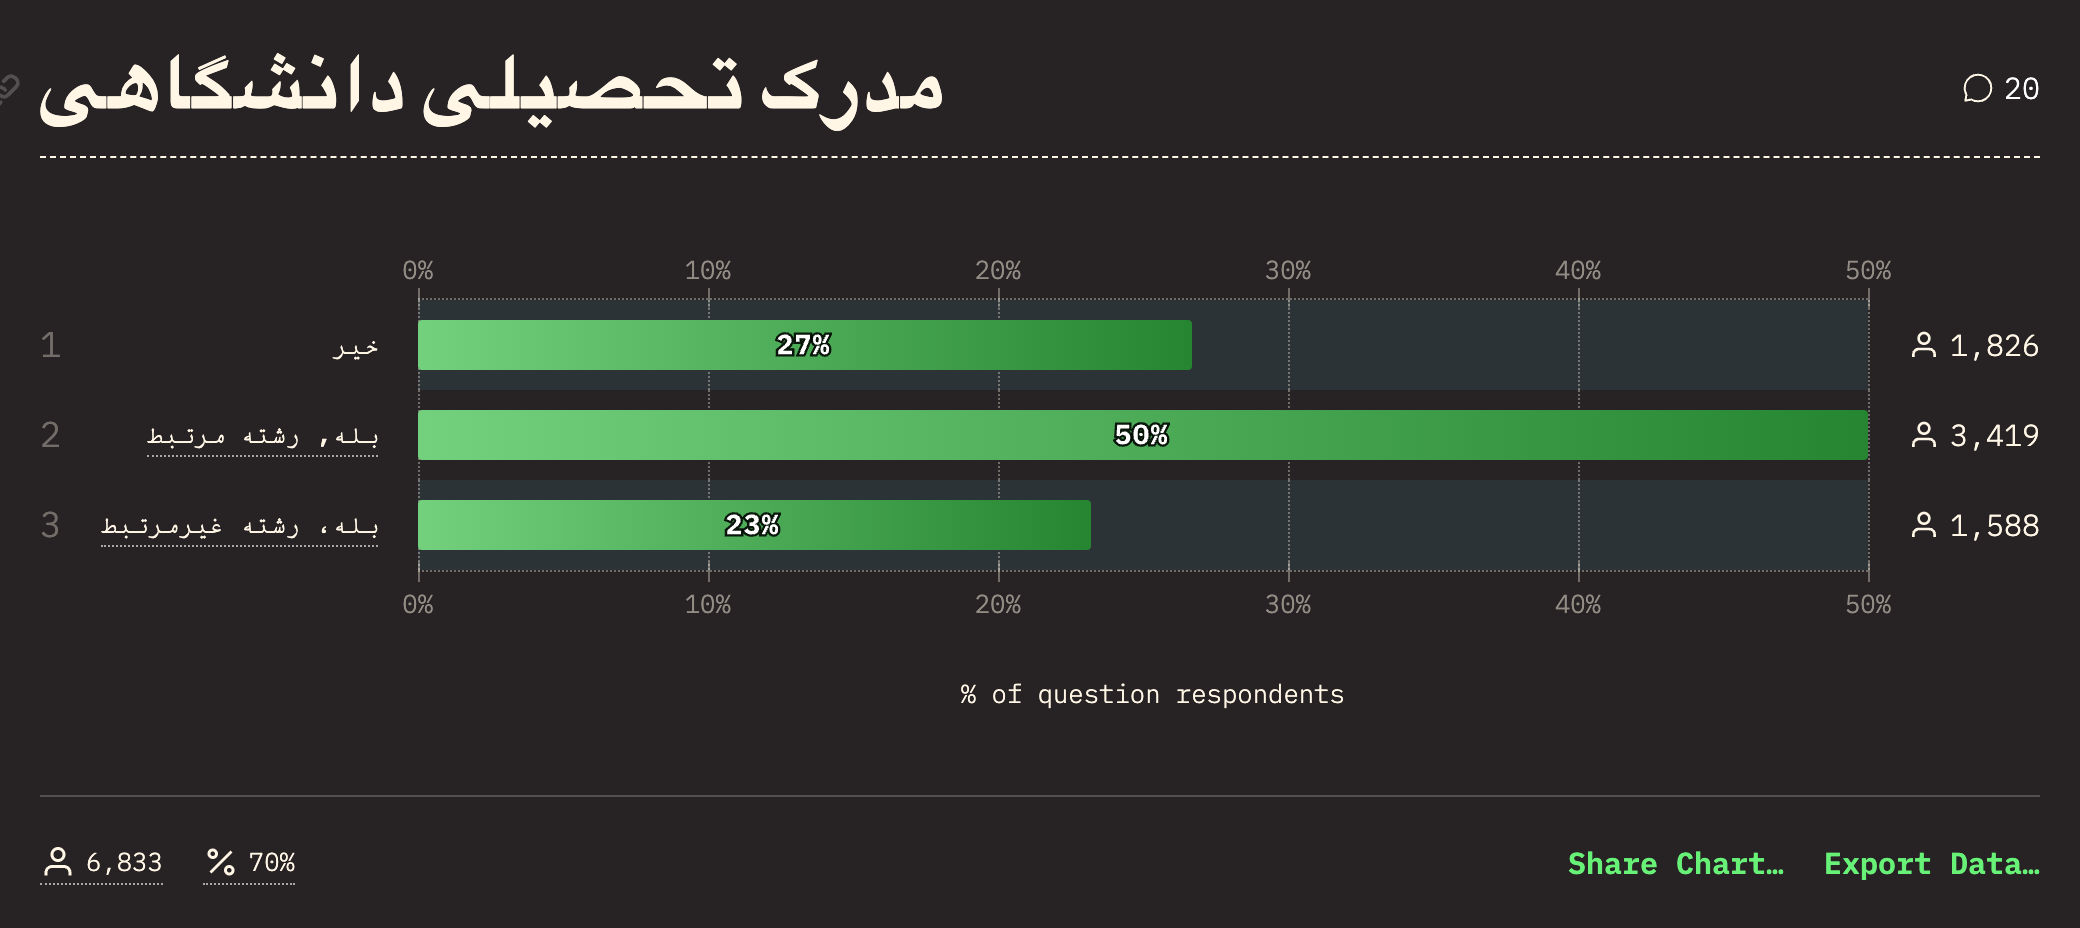 مدرک تحصیلی دانشگاهی
20
0% 10% 20% 30% 40% 50%
1 خیر 27% 1,826
2 بله, رشته مرتبط 50% 3,419
3 بله، رشته غیرمرتبط 23% 1,588
0% 10% 20% 30% 40% 50%
% of question respondents
6,833 70% Share Chart… Export Data…